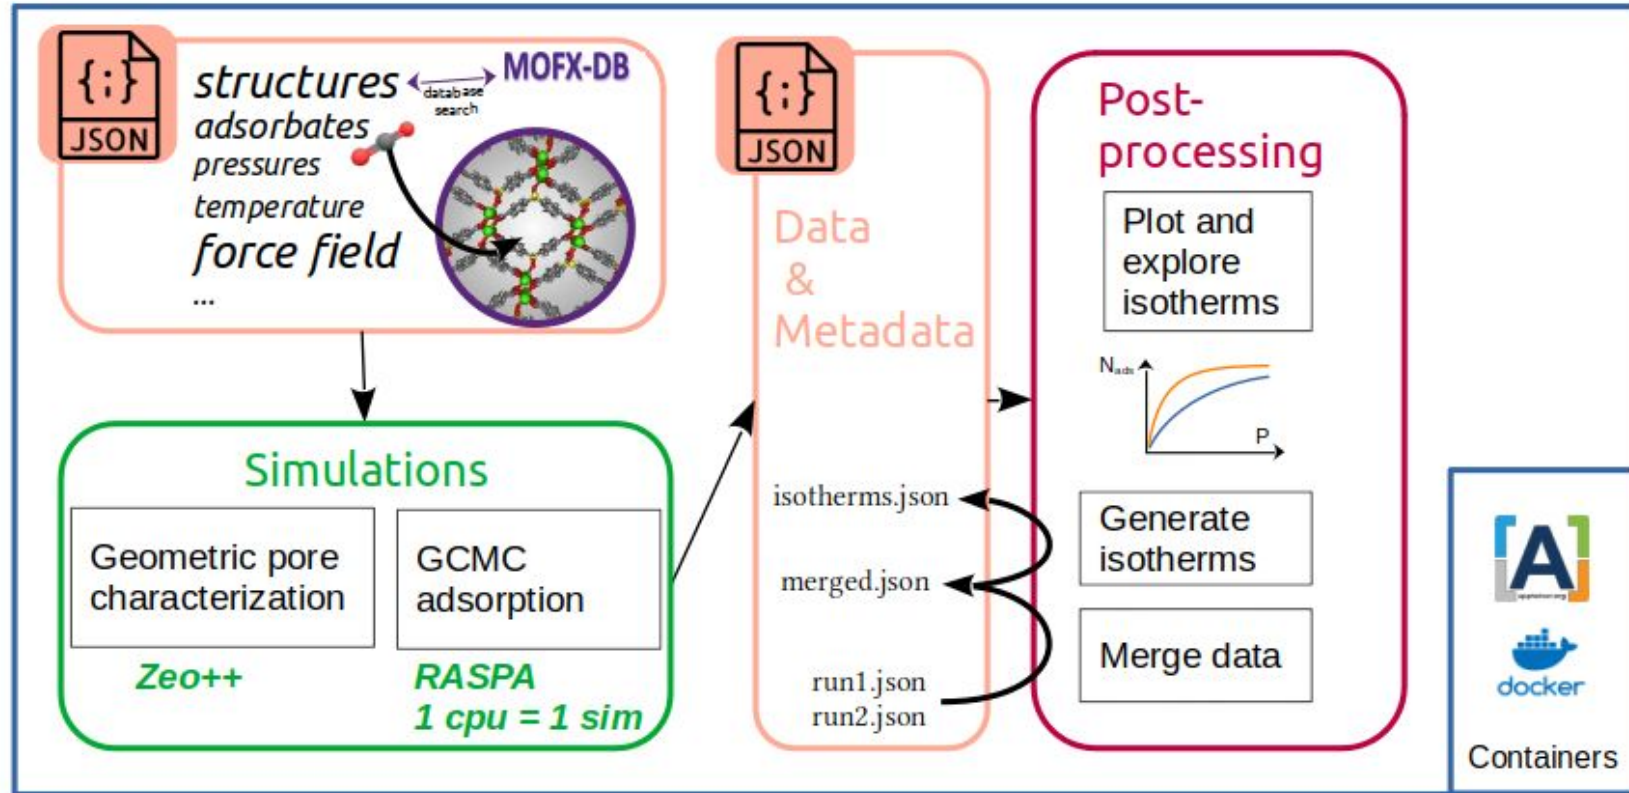 {;}
JSON
structures
MOFX-DB
database
search
adsorbates
pressures
temperature
force field
...
Simulations
Geometric pore
characterization
Zeo++
GCMC
adsorption
RASPA
1 cpu = 1 sim
{;}
JSON
Data
&
Metadata
isotherms.json
merged.json
run1.json
run2.json
Post-
processing
Plot and
explore
isotherms
Nads
P
Generate
isotherms
Merge data
[A]
docker
Containers